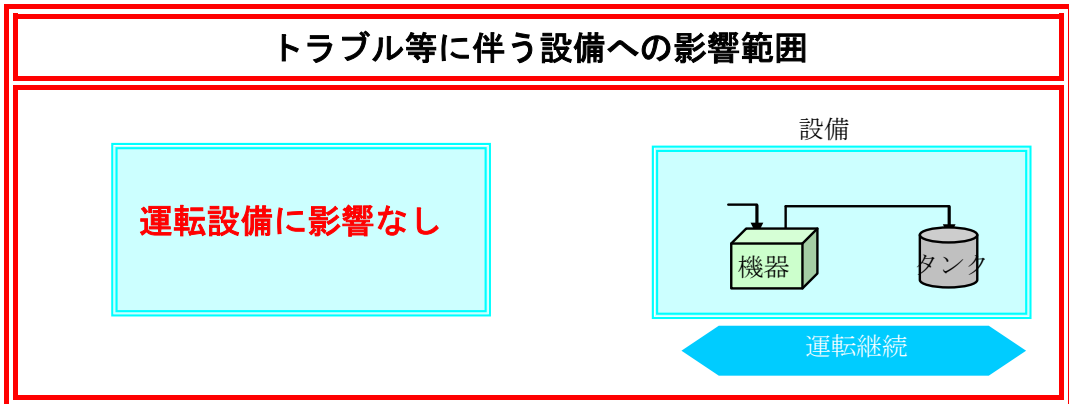 トラブル等に伴う設備への影響範囲
運転設備に影響なし
設備
機器
タンク
運転継続